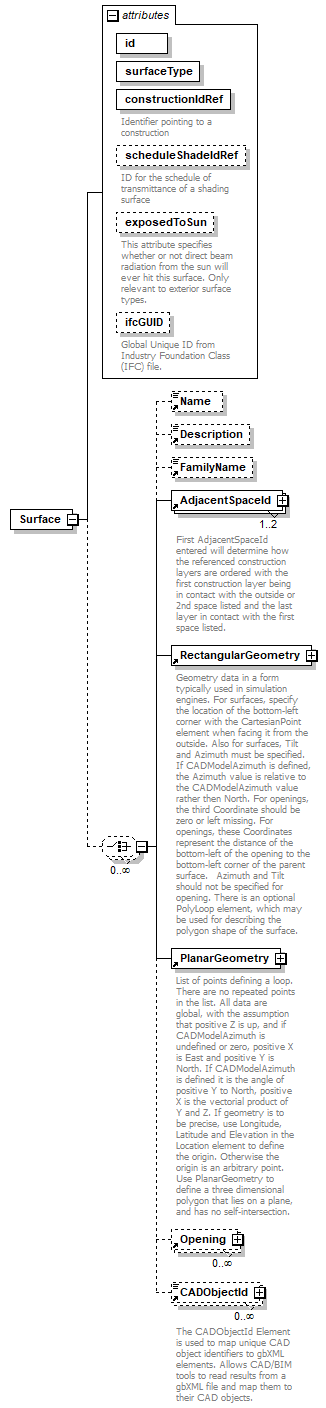 attributes
id
surfaceType
constructionIdRef
Identifier pointing to a
construction
scheduleShadeIdRef
ID for the schedule of
transmittance of a shading
surface
exposedToSun
This attribute specifies
whether or not direct beam
radiation from the sun will
ever hit this surface. Only
relevant to exterior surface
types.
ifcGUID
Global Unique ID from
Industry Foundation Class
(IFC) file.
Surface
0..∞
Name
Description
FamilyName
AdjacentSpaceId
1..2
First AdjacentSpaceId
entered will determine how
the referenced construction
layers are ordered with the
first construction layer being
in contact with the outside or
2nd space listed and the last
layer in contact with the first
space listed.
RectangularGeometry
Geometry data in a form
typically used in simulation
engines. For surfaces, specify
the location of the bottom-left
corner with the CartesianPoint
element when facing it from the
outside. Also for surfaces, Tilt
and Azimuth must be specified.
If CADModelAzimuth is defined,
the Azimuth value is relative to
the CADModelAzimuth value
rather then North. For openings,
the third Coordinate should be
zero or left missing. For
openings, these Coordinates
represent the distance of the
bottom-left of the opening to the
bottom-left corner of the parent
surface.  Azimuth and Tilt
should not be specified for
opening. There is an optional
PolyLoop element, which may
be used for describing the
polygon shape of the surface.
PlanarGeometry
List of points defining a loop.
There are no repeated points
in the list. All data are
global, with the assumption
that positive Z is up, and if
CADModelAzimuth is
undefined or zero, positive X
is East and positive Y is
North. If CADModelAzimuth
is defined it is the angle of
positive Y to North, positive
X is the vectorial product of
Y and Z. If geometry is to
be precise, use Longitude,
Latitude and Elevation in the
Location element to define
the origin. Otherwise the
origin is an arbitrary point.
Use PlanarGeometry to
define a three dimensional
polygon that lies on a plane,
and has no self-intersection.
Opening
0..∞
CADObjectId
0..∞
The CADObjectId Element
is used to map unique CAD
object identifiers to gbXML
elements. Allows CAD/BIM
tools to read results from a
gbXML file and map them to
their CAD objects.